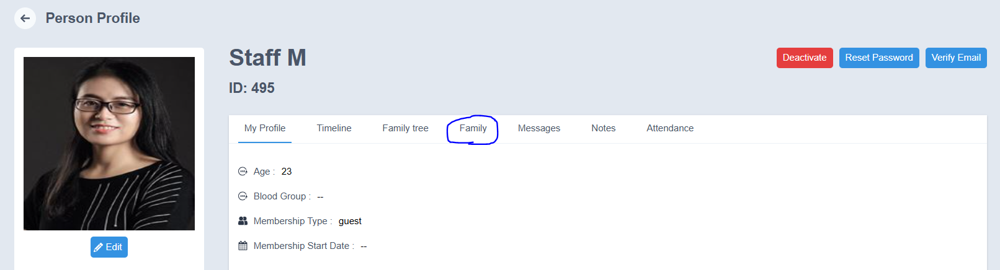 Person Profile
Staff M
Deactivate
Reset Password
Verify Email
ID: 495
My Profile
Timeline
Family tree
Family
Messages
Notes
Attendance
Age : 23
Blood Group : --
Membership Type : guest
Membership Start Date : --
Edit